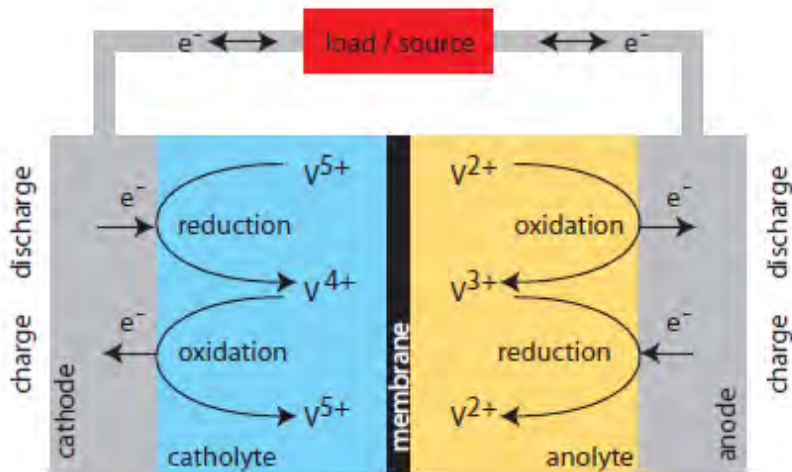 e⁻
load / source
e⁻
discharge
charge
cathode
e⁻
reduction
V⁵⁺
V⁴⁺
e⁻
oxidation
V⁵⁺
catholyte
membrane
V²⁺
oxidation
e⁻
V³⁺
reduction
e⁻
V²⁺
anolyte
anode
discharge
charge